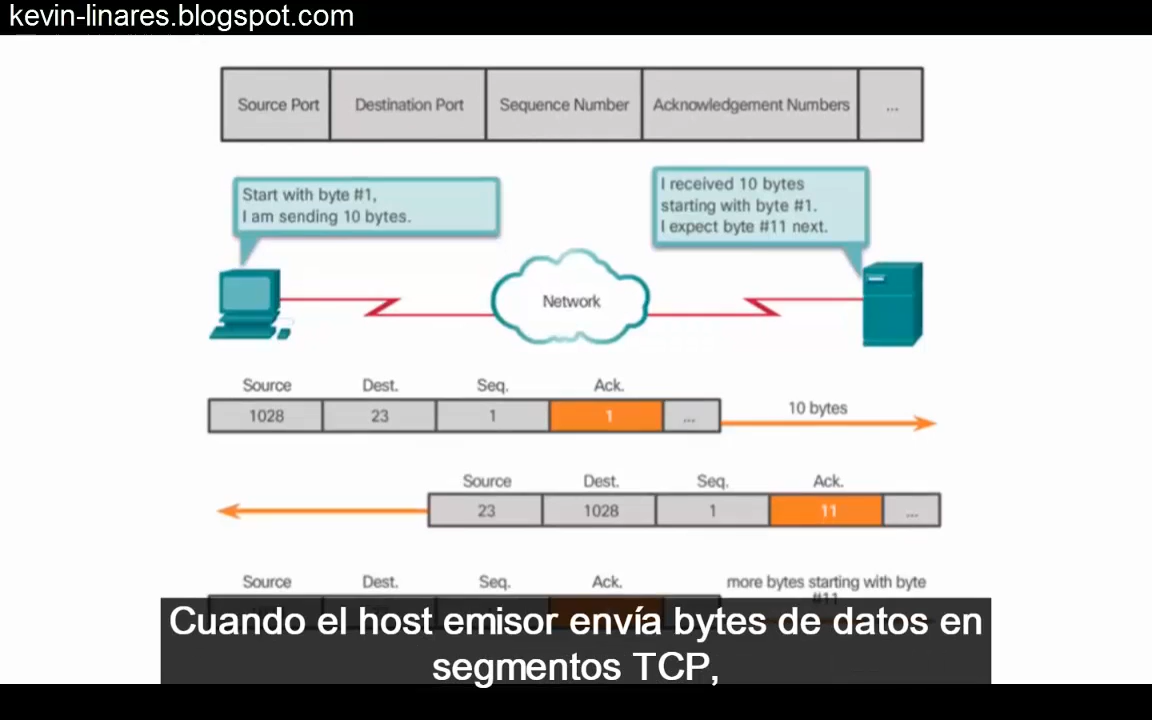 kevin-linares.blogspot.com
Source Port Destination Port Sequence Number Acknowledgement Numbers ...
Start with byte #1,
I am sending 10 bytes.
I received 10 bytes
starting with byte #1.
I expect byte #11 next.
Network
Source Dest. Seq. Ack.
1028 23 1 1 ...
10 bytes
Source Dest. Seq. Ack.
23 1028 1 11 ...
Source Dest. Seq. Ack.
more bytes starting with byte
#11
Cuando el host emisor envía bytes de datos en
segmentos TCP,